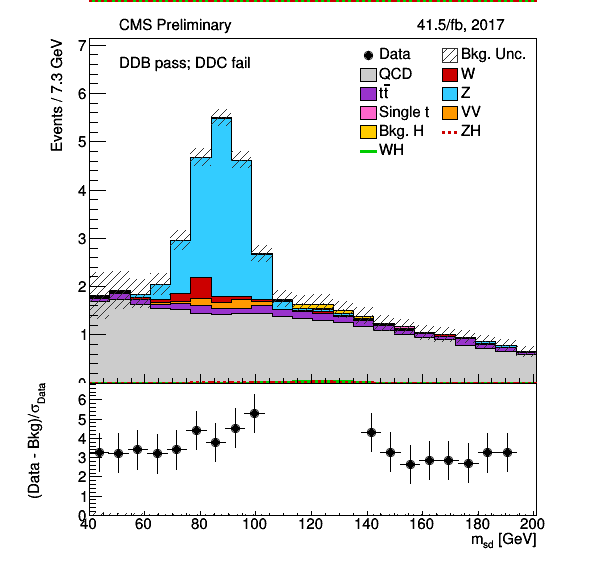 CMS Preliminary 41.5/fb, 2017
Events / 7.3 GeV
7
6
5
4
3
2
1
0
DDB pass; DDC fail
Data Bkg. Unc.
QCD W
tt̄ Z
Single t VV
Bkg. H ZH
WH
(Data - Bkg)/σData
6
5
4
3
2
1
0
40 60 80 100 120 140 160 180 200
msd [GeV]